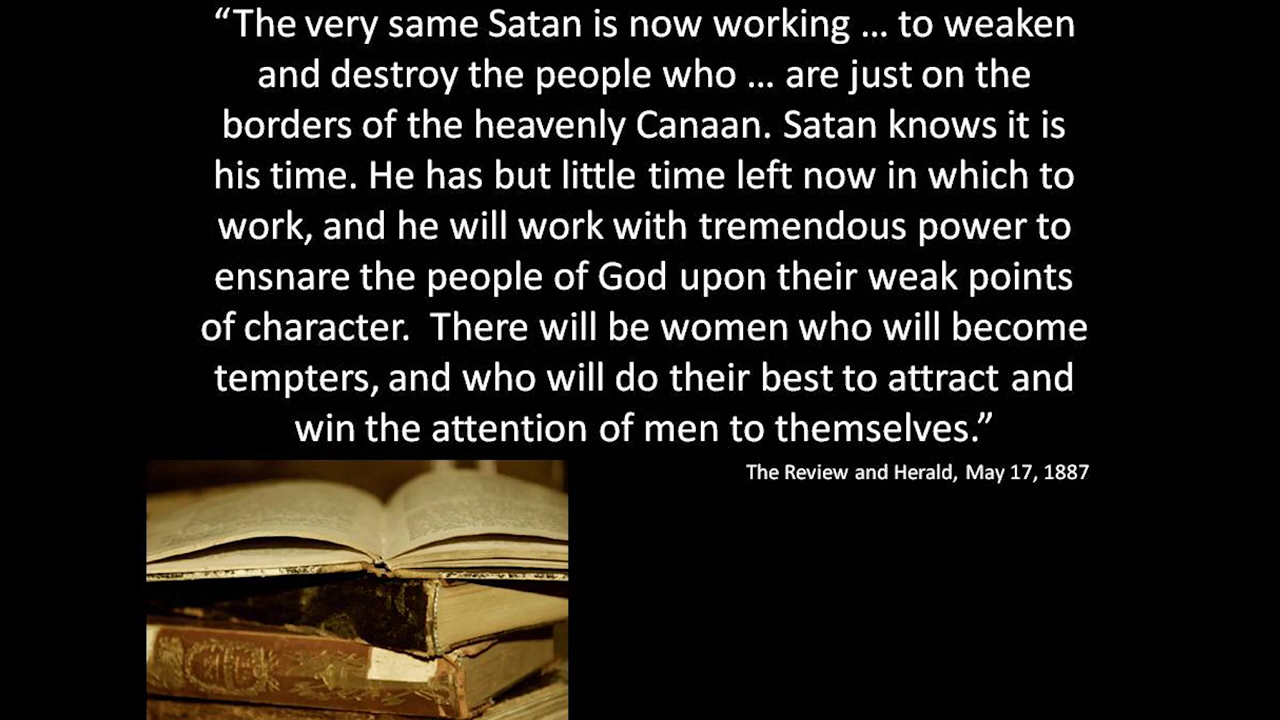 “The very same Satan is now working … to weaken
and destroy the people who … are just on the
borders of the heavenly Canaan. Satan knows it is
his time. He has but little time left now in which to
work, and he will work with tremendous power to
ensnare the people of God upon their weak points
of character.  There will be women who will become
tempters, and who will do their best to attract and
win the attention of men to themselves.”
The Review and Herald, May 17, 1887